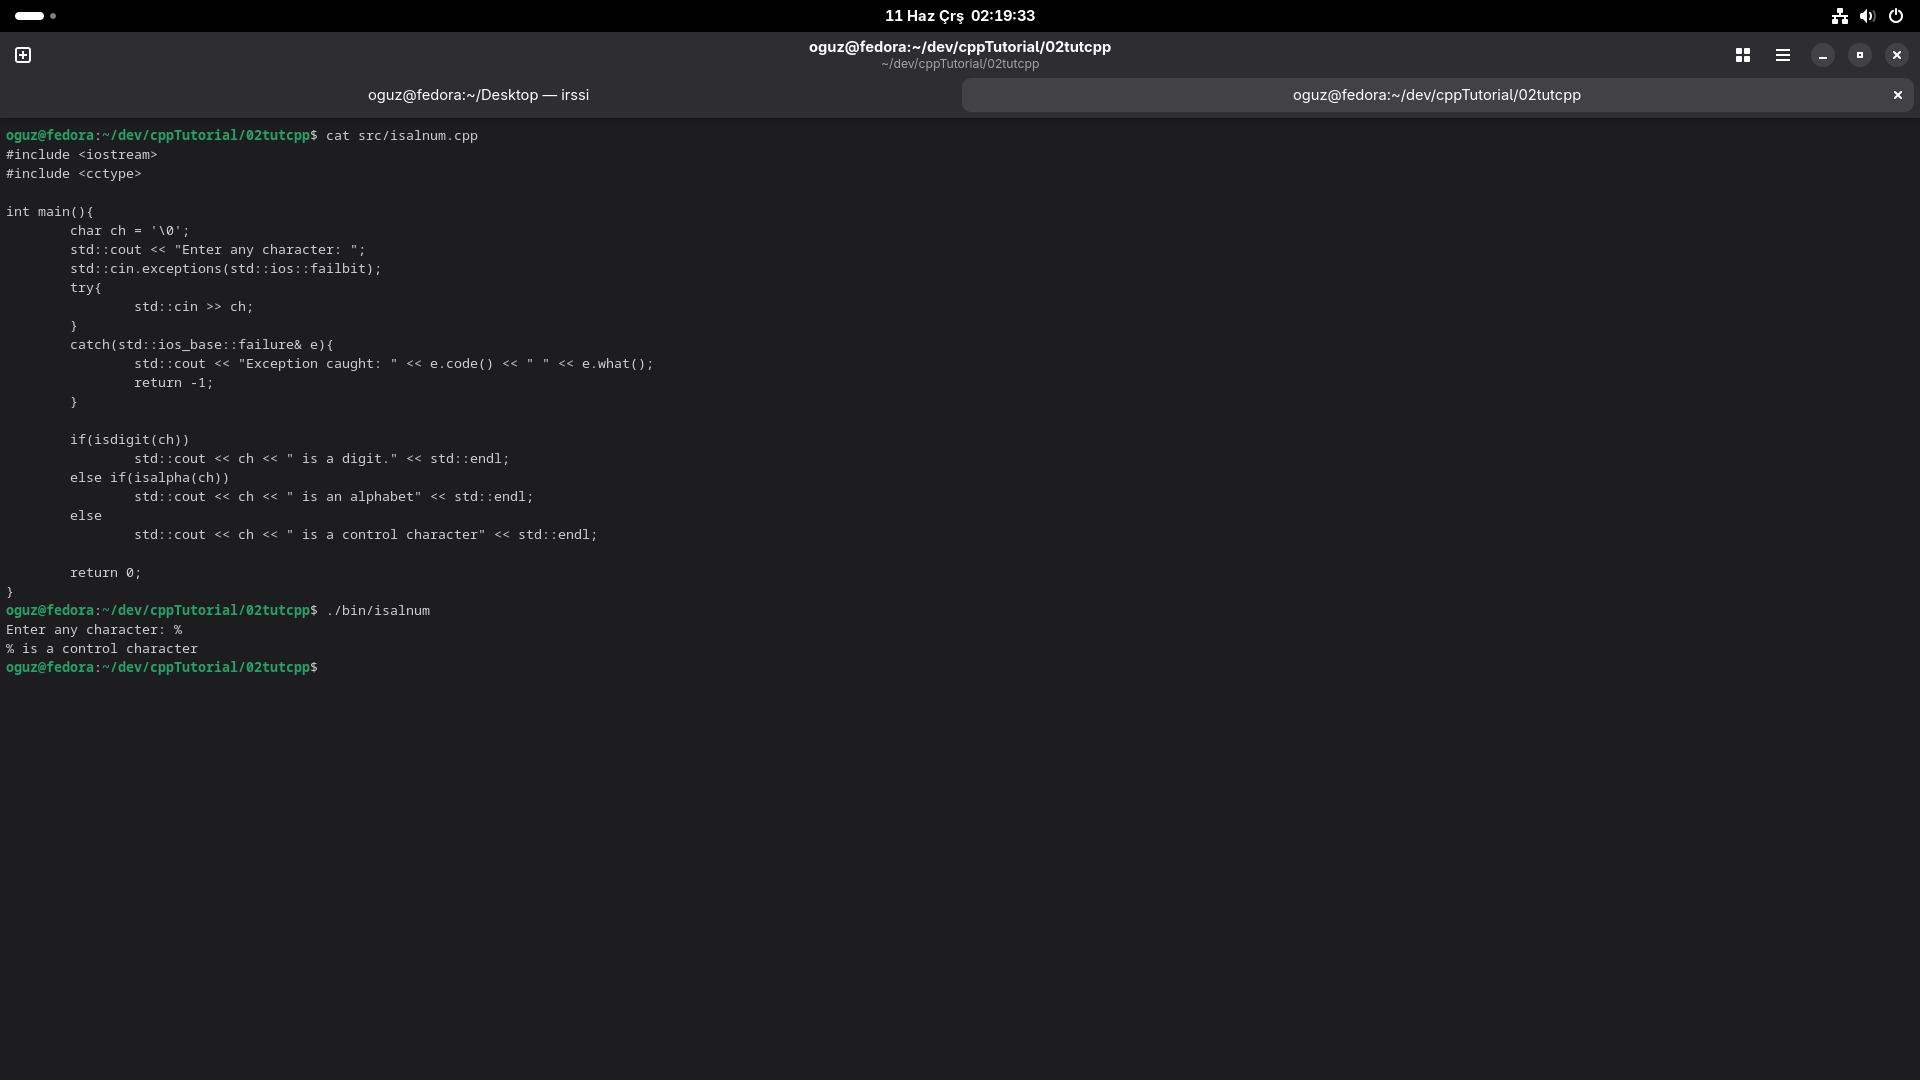 11 Haz Çrş 02:19:33
oguz@fedora:~/dev/cppTutorial/02tutcpp
~/dev/cppTutorial/02tutcpp
oguz@fedora:~/Desktop — irssi
oguz@fedora:~/dev/cppTutorial/02tutcpp
oguz@fedora:~/dev/cppTutorial/02tutcpp$ cat src/isalnum.cpp
#include <iostream>
#include <cctype>

int main(){
        char ch = '\0';
        std::cout << "Enter any character: ";
        std::cin.exceptions(std::ios::failbit);
        try{
                std::cin >> ch;
        }
        catch(std::ios_base::failure& e){
                std::cout << "Exception caught: " << e.code() << " " << e.what();
                return -1;
        }

        if(isdigit(ch))
                std::cout << ch << " is a digit." << std::endl;
        else if(isalpha(ch))
                std::cout << ch << " is an alphabet" << std::endl;
        else
                std::cout << ch << " is a control character" << std::endl;

        return 0;
}
oguz@fedora:~/dev/cppTutorial/02tutcpp$ ./bin/isalnum
Enter any character: %
% is a control character
oguz@fedora:~/dev/cppTutorial/02tutcpp$